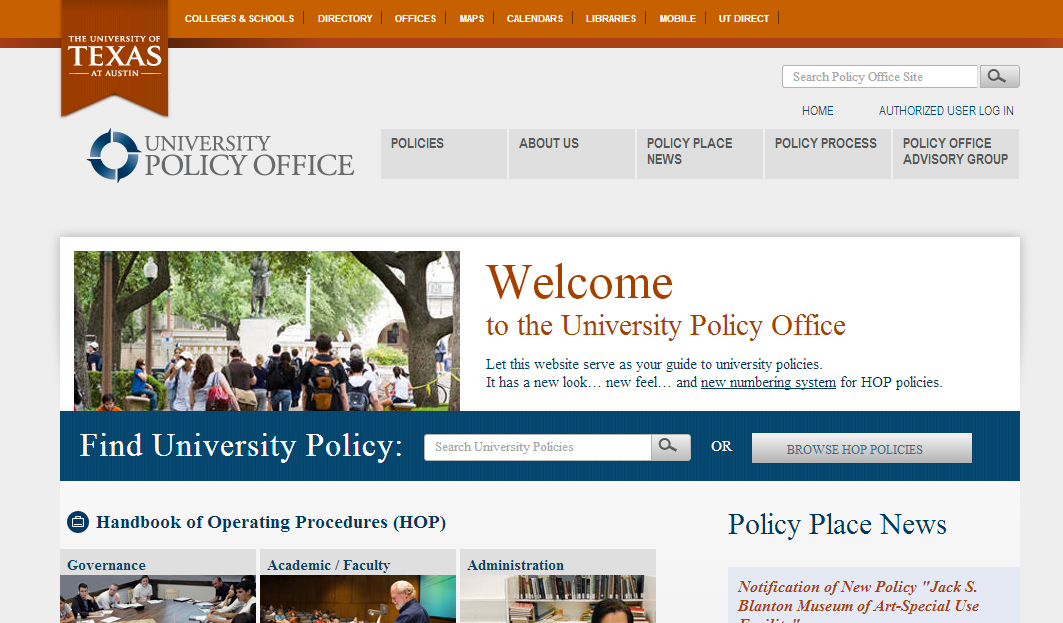 COLLEGES & SCHOOLS DIRECTORY OFFICES MAPS CALENDARS LIBRARIES MOBILE UT DIRECT
THE UNIVERSITY OF
TEXAS
AT AUSTIN
Search Policy Office Site
HOME AUTHORIZED USER LOG IN
UNIVERSITY
POLICY OFFICE
POLICIES
ABOUT US
POLICY PLACE
NEWS
POLICY PROCESS
POLICY OFFICE
ADVISORY GROUP
Welcome
to the University Policy Office
Let this website serve as your guide to university policies.
It has a new look… new feel… and new numbering system for HOP policies.
Find University Policy: Search University Policies OR BROWSE HOP POLICIES
Handbook of Operating Procedures (HOP)
Governance
Academic / Faculty
Administration
Policy Place News
Notification of New Policy "Jack S.
Blanton Museum of Art-Special Use